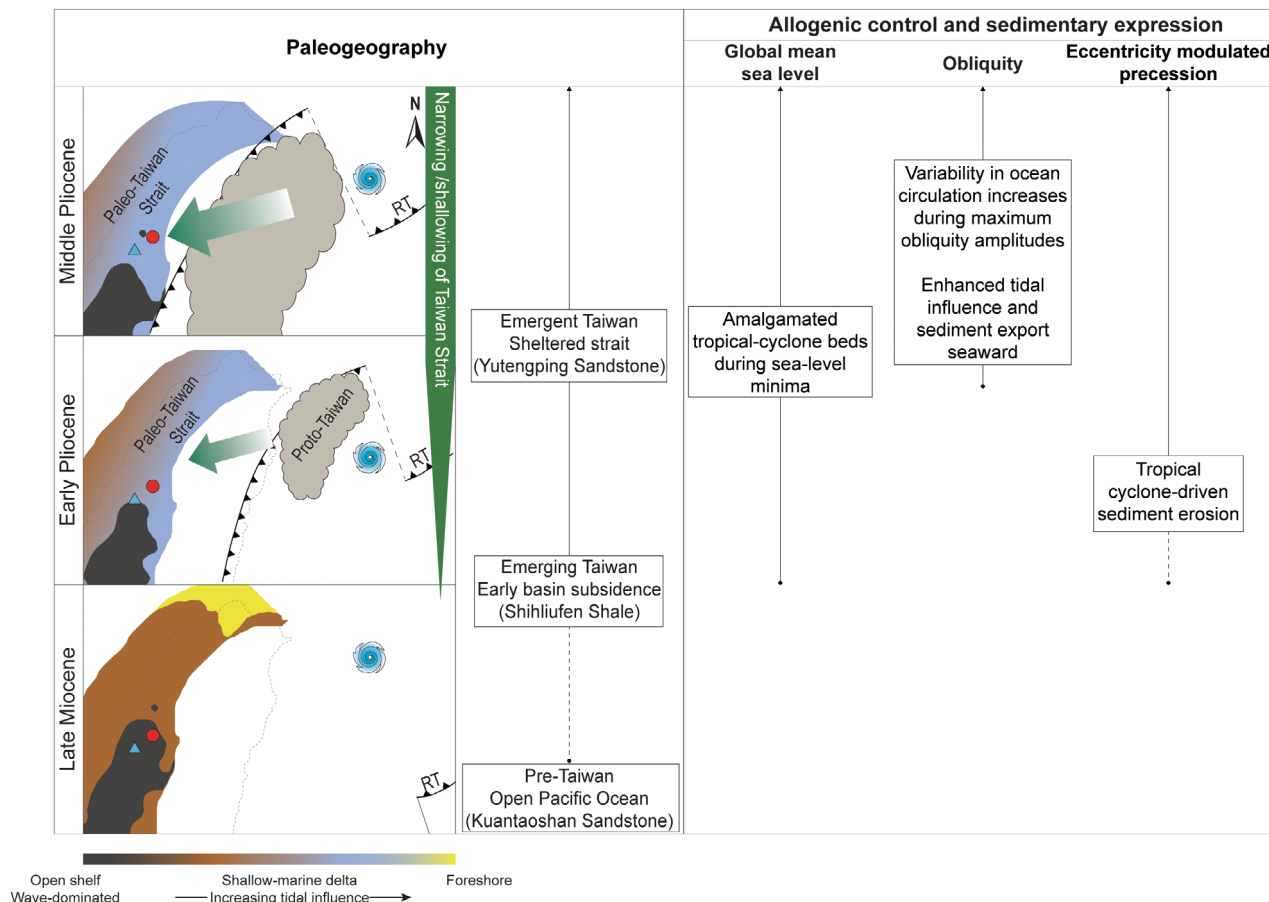 Paleogeography
Allogenic control and sedimentary expression
Global mean
sea level
Obliquity
Eccentricity modulated
precession
Middle Pliocene
Paleo-Taiwan
Strait
N
RT
Narrowing /shallowing of Taiwan Strait
Emergent Taiwan
Sheltered strait
(Yutengping Sandstone)
Amalgamated
tropical-cyclone beds
during sea-level
minima
Variability in ocean
circulation increases
during maximum
obliquity amplitudes
Enhanced tidal
influence and
sediment export
seaward
Early Pliocene
Paleo-Taiwan
Strait
Proto-Taiwan
RT
Tropical
cyclone-driven
sediment erosion
Emerging Taiwan
Early basin subsidence
(Shihliufen Shale)
Late Miocene
RT
Pre-Taiwan
Open Pacific Ocean
(Kuantaoshan Sandstone)
Open shelf
Shallow-marine delta
Foreshore
Wave-dominated
Increasing tidal influence